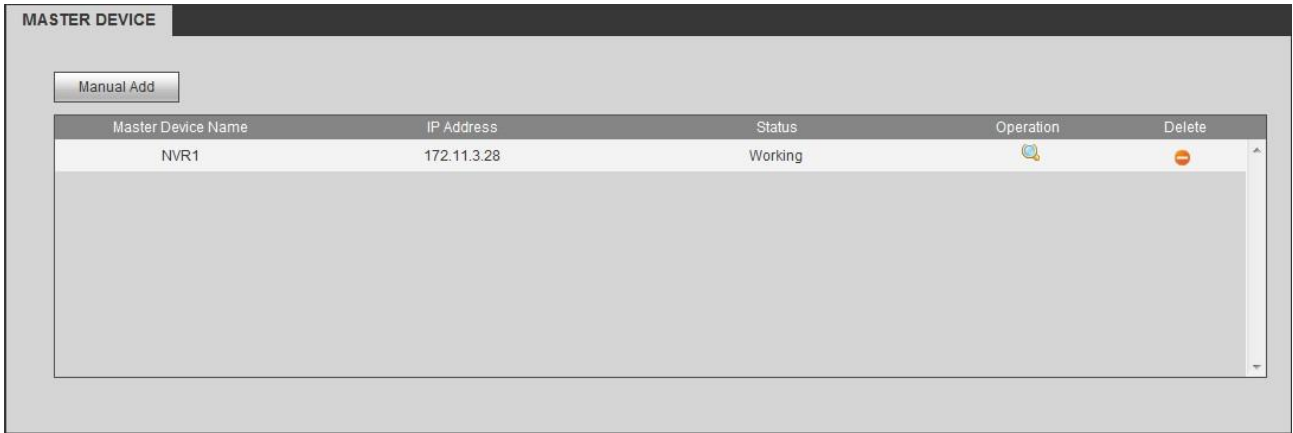 MASTER DEVICE
Manual Add
Master Device Name IP Address Status Operation Delete
NVR1 172.11.3.28 Working